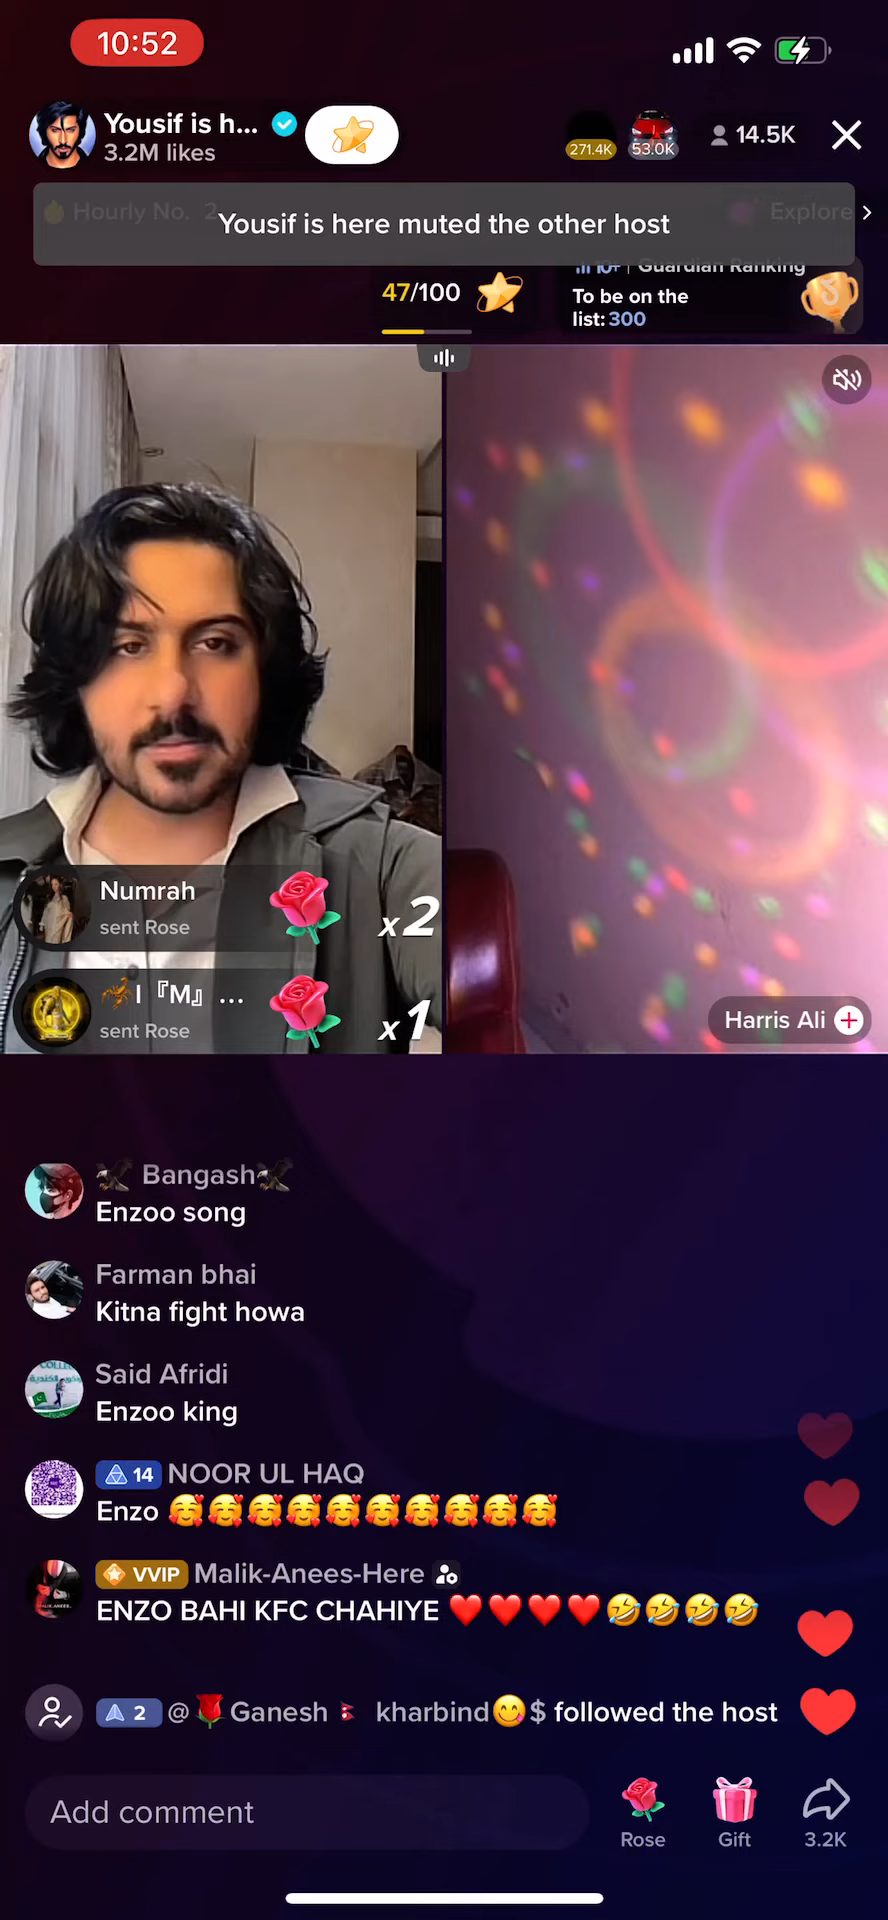 10:52
Yousif is h...
3.2M likes
271.4K
53.0K
14.5K
Hourly No. 2
Explore
Yousif is here muted the other host
47/100
10+ | Guardian Ranking
To be on the
list: 300
Numrah
sent Rose
x2
I『M』 ...
sent Rose
x1
Harris Ali
Bangash
Enzoo song
Farman bhai
Kitna fight howa
Said Afridi
Enzoo king
14 NOOR UL HAQ
Enzo 🥰🥰🥰🥰🥰🥰🥰🥰🥰🥰
VVIP Malik-Anees-Here
ENZO BAHI KFC CHAHIYE ❤️❤️❤️❤️🤣🤣🤣🤣
2 @🌹Ganesh🇳🇵 kharbind😋$ followed the host
Add comment
Rose
Gift
3.2K